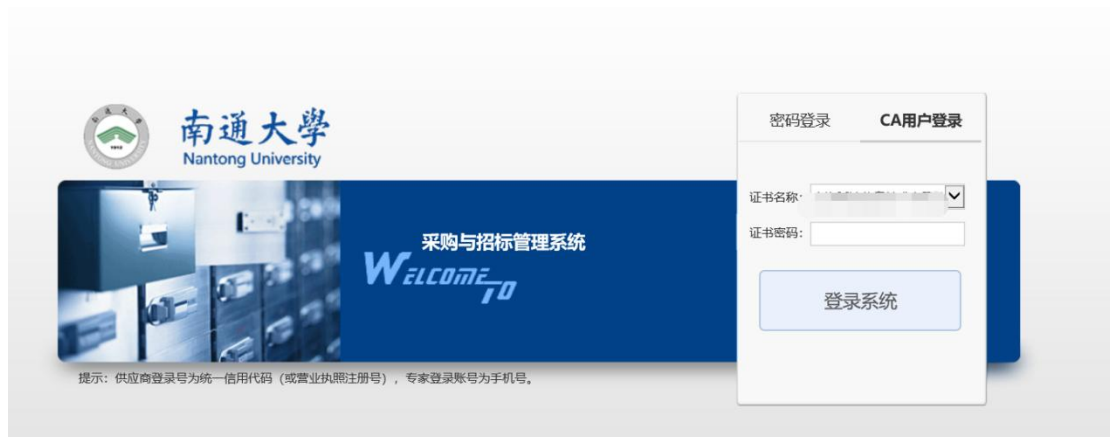 南通大學
Nantong University
密码登录 CA用户登录
证书名称:
证书密码:
采购与招标管理系统
WELCOME TO
登录系统
提示：供应商登录号为统一信用代码（或营业执照注册号），专家登录账号为手机号。